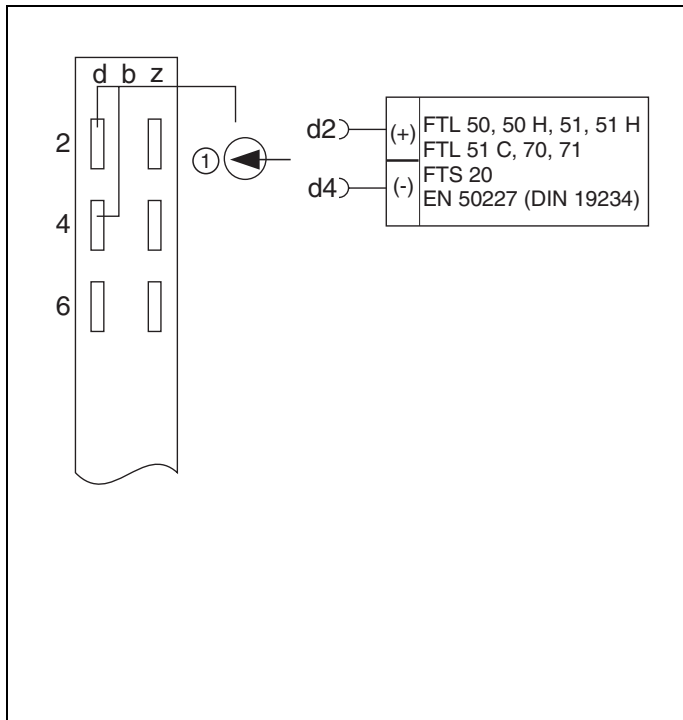 d b z
2
4
6
①
d2
d4
(+)
(-)
FTL 50, 50 H, 51, 51 H
FTL 51 C, 70, 71
FTS 20
EN 50227 (DIN 19234)